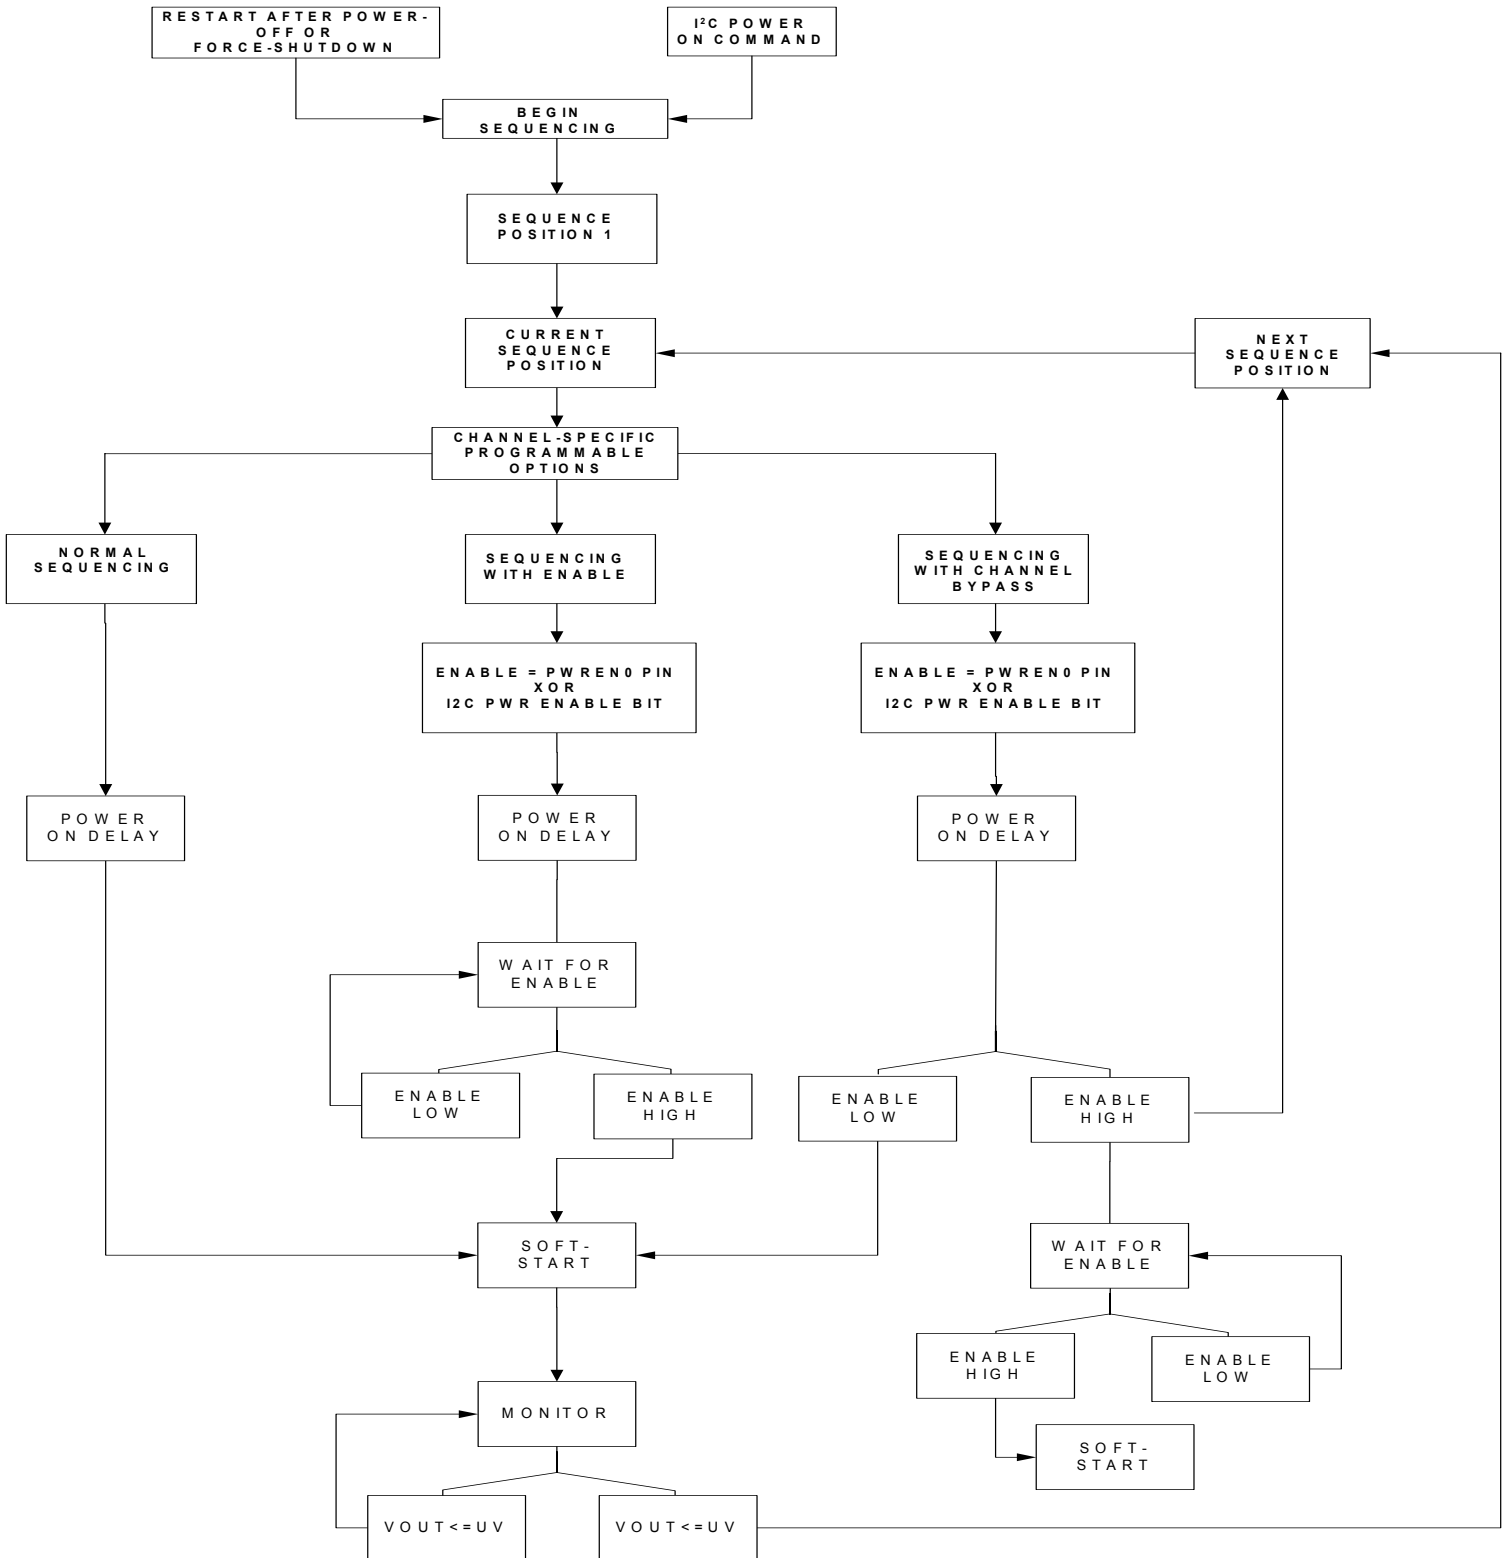 RESTART AFTER POWER-
OFF OR
FORCE-SHUTDOWN
I²C POWER
ON COMMAND
BEGIN
SEQUENCING
SEQUENCE
POSITION 1
CURRENT
SEQUENCE
POSITION
NEXT
SEQUENCE
POSITION
CHANNEL-SPECIFIC
PROGRAMMABLE
OPTIONS
NORMAL
SEQUENCING
SEQUENCING
WITH ENABLE
SEQUENCING
WITH CHANNEL
BYPASS
ENABLE = PWREN0 PIN
XOR
I2C PWR ENABLE BIT
ENABLE = PWREN0 PIN
XOR
I2C PWR ENABLE BIT
POWER
ON DELAY
POWER
ON DELAY
POWER
ON DELAY
WAIT FOR
ENABLE
ENABLE
LOW
ENABLE
HIGH
ENABLE
LOW
ENABLE
HIGH
SOFT-
START
WAIT FOR
ENABLE
ENABLE
HIGH
ENABLE
LOW
MONITOR
SOFT-
START
VOUT<=UV
VOUT<=UV